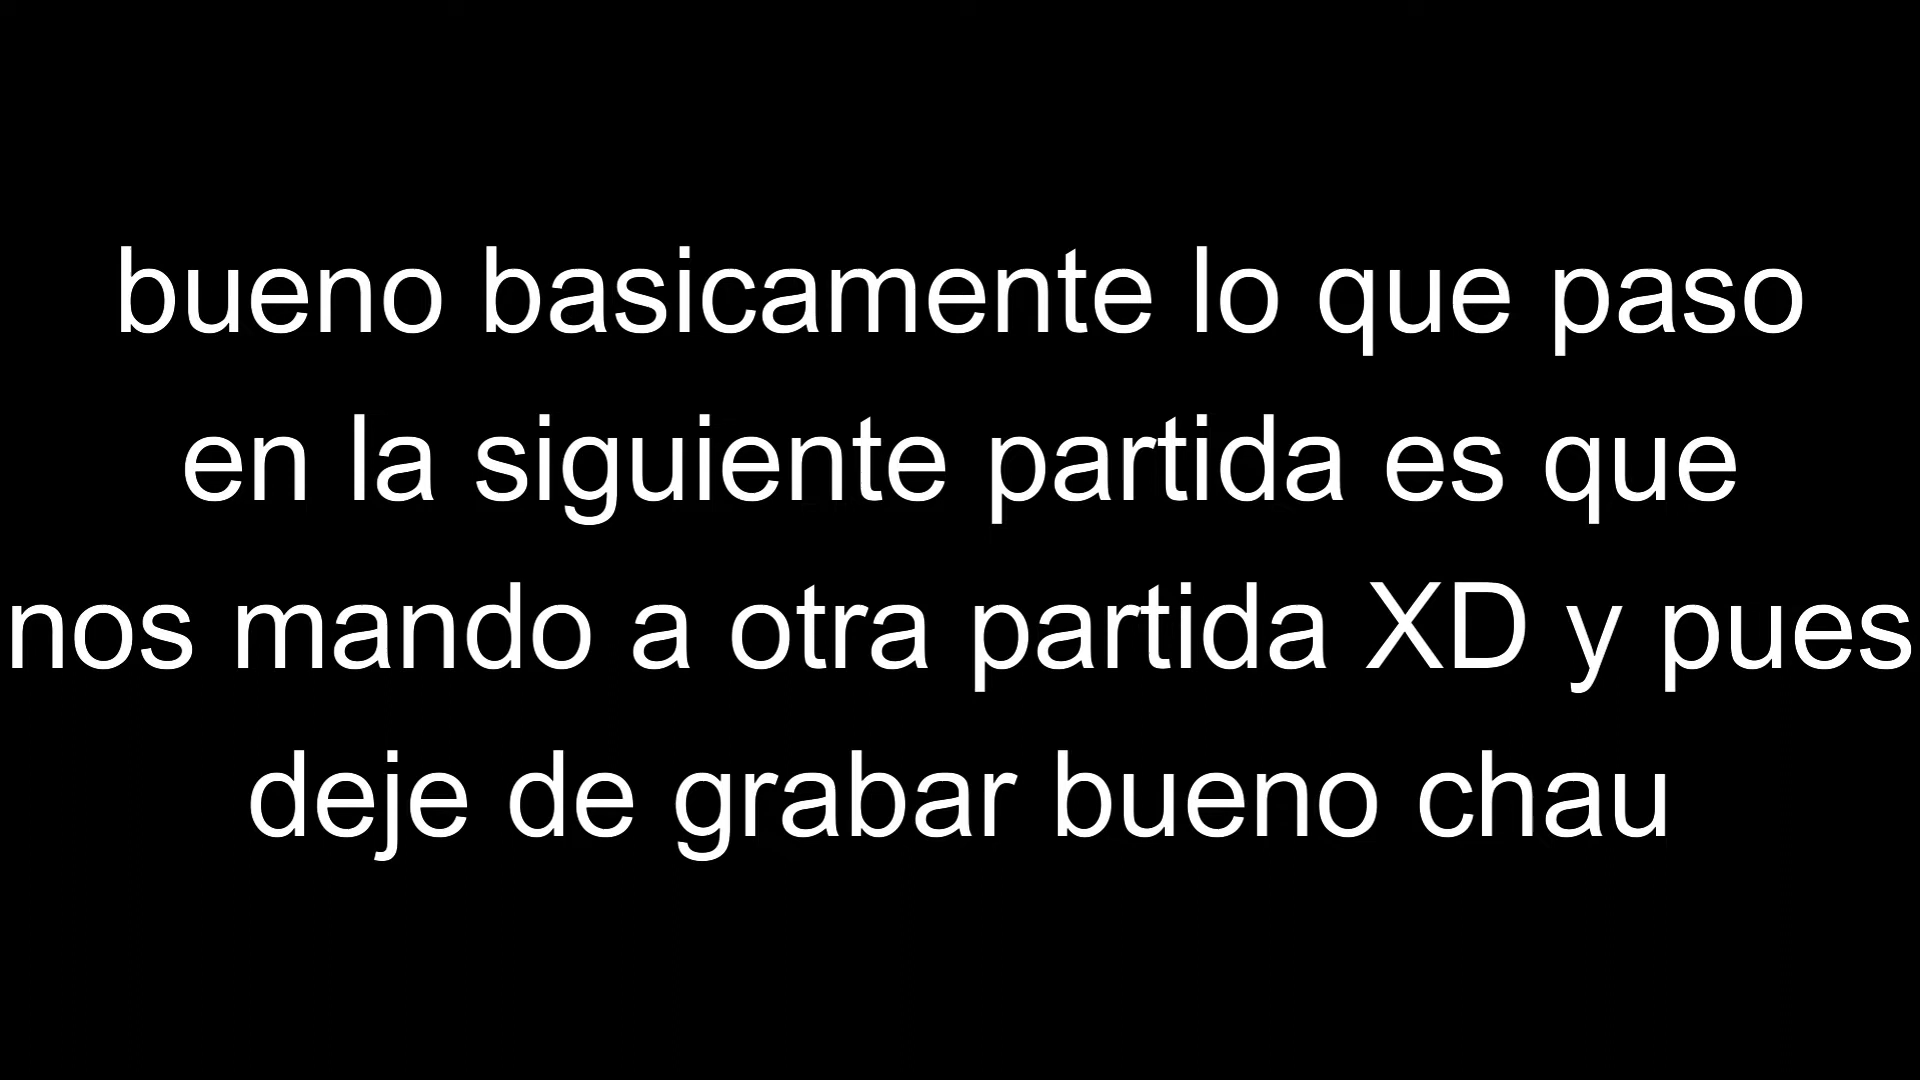 bueno basicamente lo que paso
en la siguiente partida es que
nos mando a otra partida XD y pues
deje de grabar bueno chau